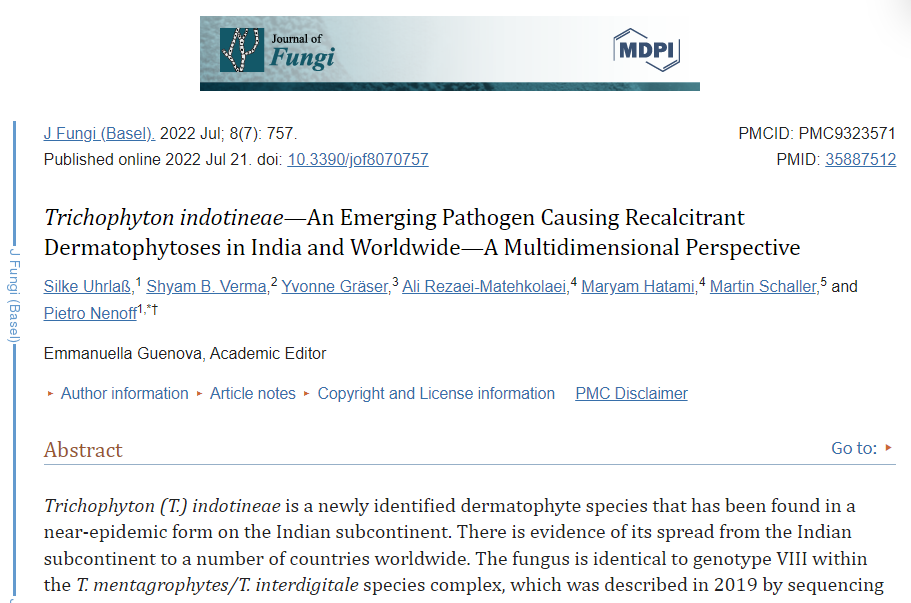 Journal of
Fungi
MDPI
J Fungi (Basel). 2022 Jul; 8(7): 757.
PMCID: PMC9323571
Published online 2022 Jul 21. doi: 10.3390/jof8070757
PMID: 35887512
Trichophyton indotineae—An Emerging Pathogen Causing Recalcitrant
Dermatophytoses in India and Worldwide—A Multidimensional Perspective
Silke Uhrlaß,1 Shyam B. Verma,2 Yvonne Gräser,3 Ali Rezaei-Matehkolaei,4 Maryam Hatami,4 Martin Schaller,5 and
Pietro Nenoff1,*†
Emmanuella Guenova, Academic Editor
▸ Author information ▸ Article notes ▸ Copyright and License information PMC Disclaimer
Abstract
Go to: ▸
Trichophyton (T.) indotineae is a newly identified dermatophyte species that has been found in a
near-epidemic form on the Indian subcontinent. There is evidence of its spread from the Indian
subcontinent to a number of countries worldwide. The fungus is identical to genotype VIII within
the T. mentagrophytes/T. interdigitale species complex, which was described in 2019 by sequencing
J Fungi (Basel)